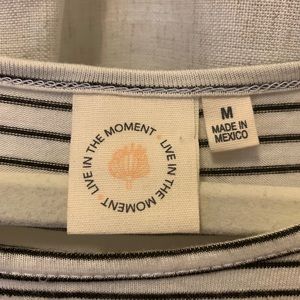 LIVE IN THE MOMENT · LIVE IN THE MOMENT ·
M
MADE IN
MEXICO